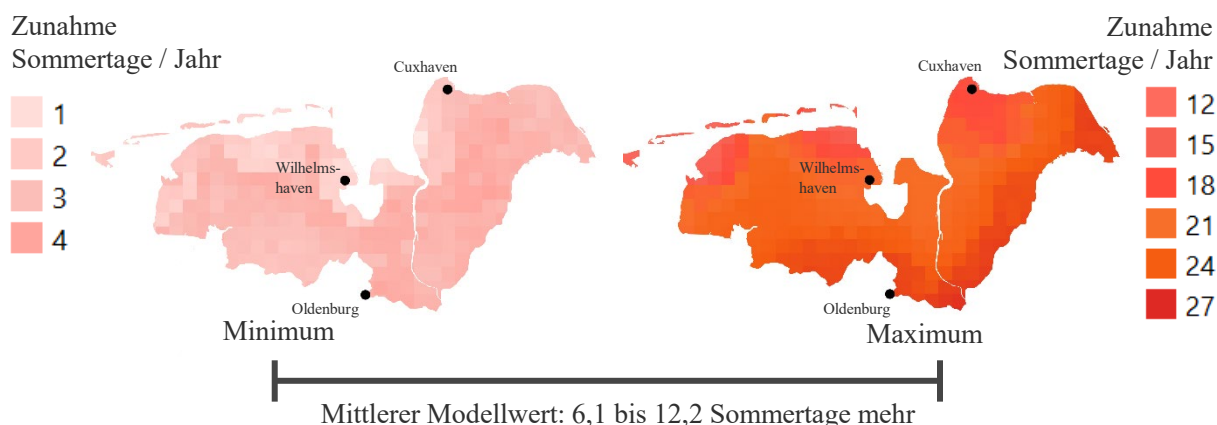 Zunahme
Sommertage / Jahr
1
2
3
4
Cuxhaven
Wilhelms-
haven
Oldenburg
Minimum
Zunahme
Sommertage / Jahr
12
15
18
21
24
27
Cuxhaven
Wilhelms-
haven
Oldenburg
Maximum
Mittlerer Modellwert: 6,1 bis 12,2 Sommertage mehr